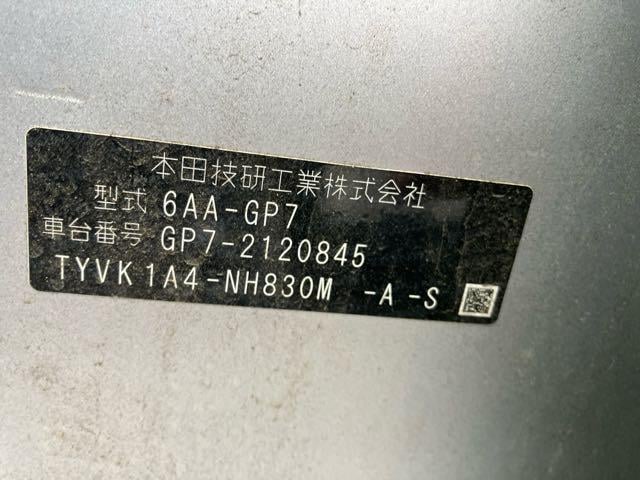 本田技研工業株式会社
型式 6AA-GP7
車台番号 GP7-2120845
TYVK1A4-NH830M -A-S